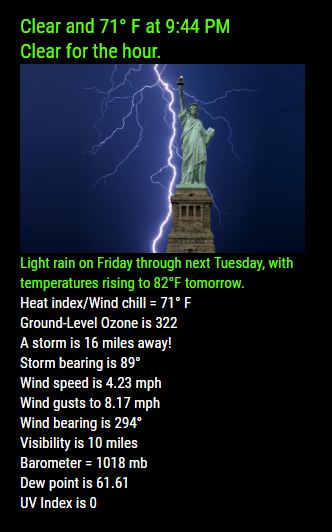 Clear and 71° F at 9:44 PM
Clear for the hour.
Light rain on Friday through next Tuesday, with
temperatures rising to 82°F tomorrow.
Heat index/Wind chill = 71° F
Ground-Level Ozone is 322
A storm is 16 miles away!
Storm bearing is 89°
Wind speed is 4.23 mph
Wind gusts to 8.17 mph
Wind bearing is 294°
Visibility is 10 miles
Barometer = 1018 mb
Dew point is 61.61
UV Index is 0